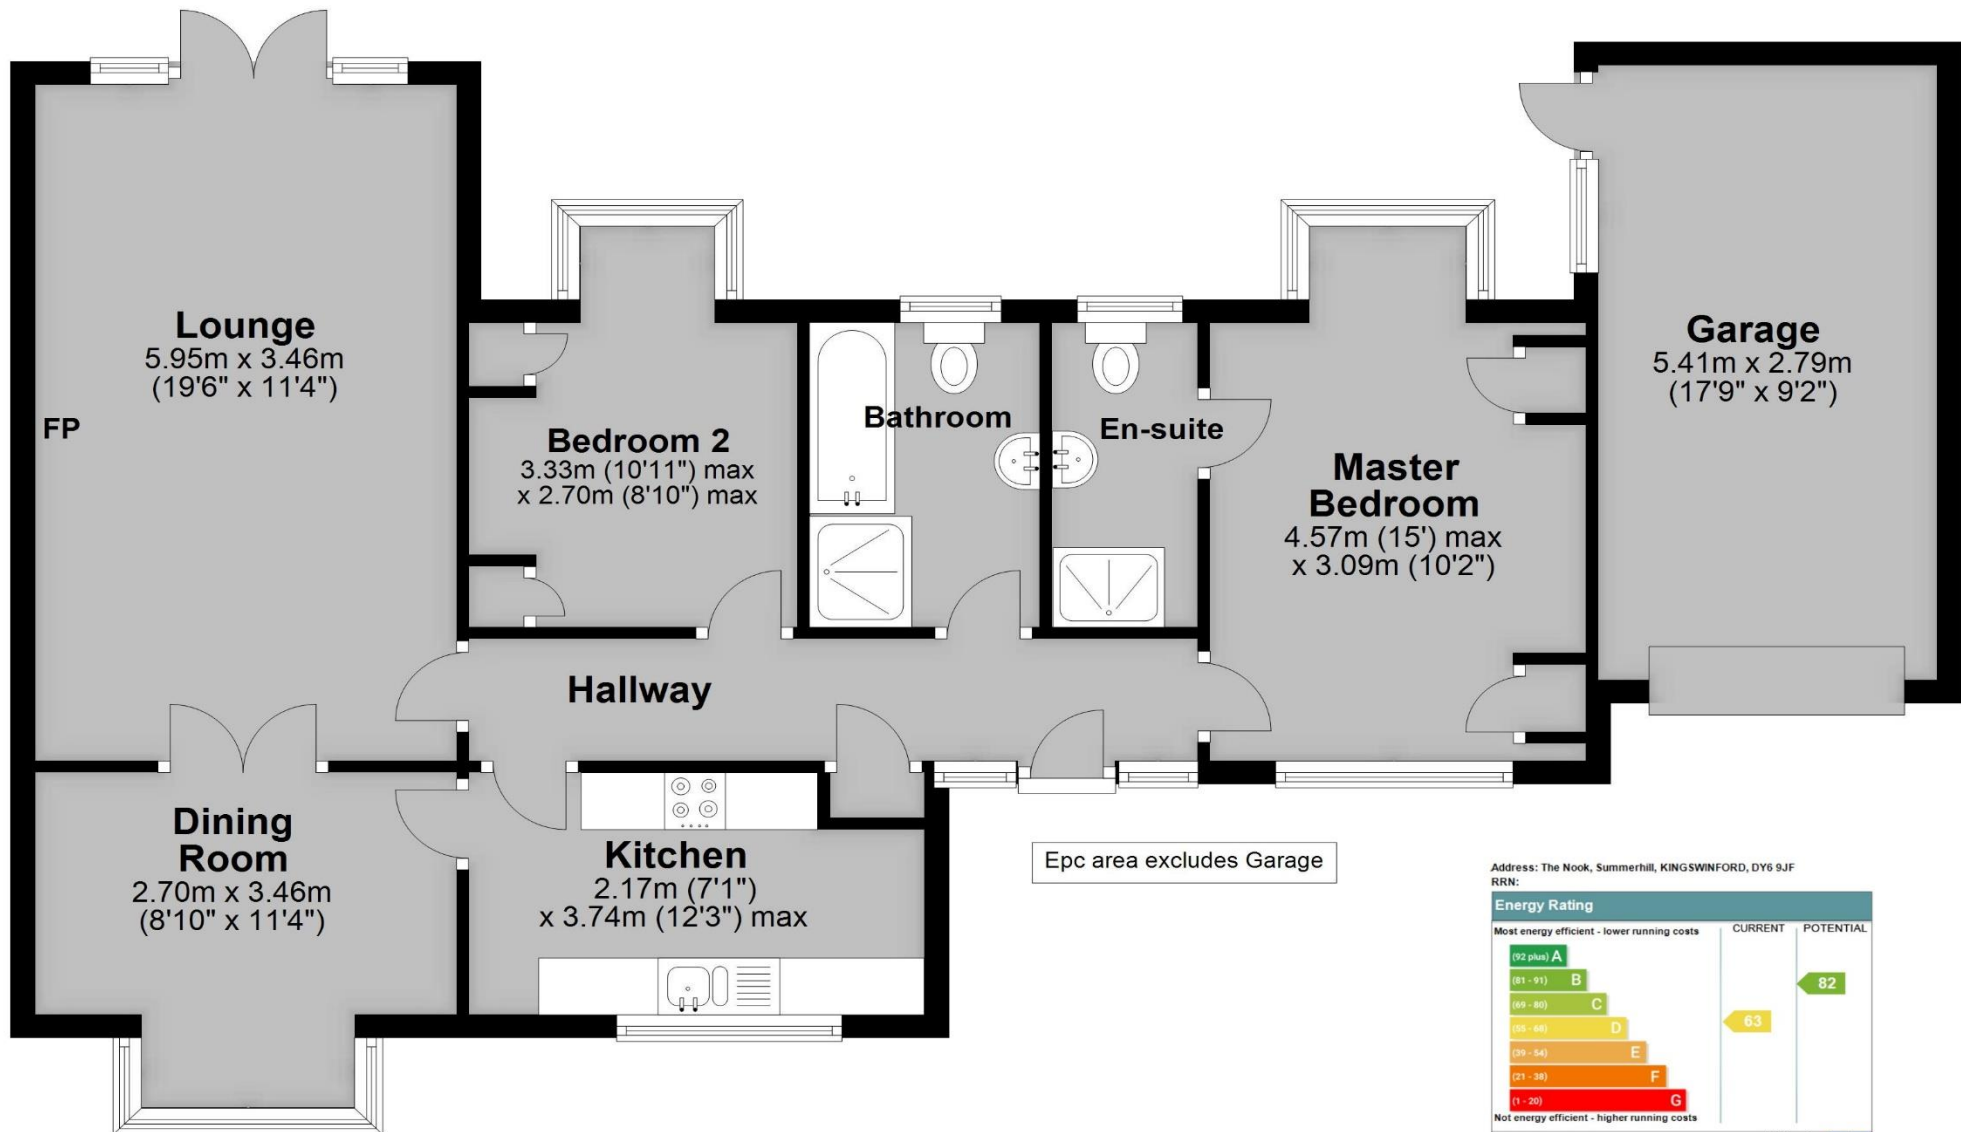 Lounge
5.95m x 3.46m
(19'6" x 11'4")
FP
Bedroom 2
3.33m (10'11") max
x 2.70m (8'10") max
Bathroom
En-suite
Master
Bedroom
4.57m (15') max
x 3.09m (10'2")
Garage
5.41m x 2.79m
(17'9" x 9'2")
Hallway
Dining
Room
2.70m x 3.46m
(8'10" x 11'4")
Kitchen
2.17m (7'1")
x 3.74m (12'3") max
Epc area excludes Garage
Address: The Nook, Summerhill, KINGSWINFORD, DY6 9JF
RRN:
Energy Rating
Most energy efficient - lower running costs
CURRENT
POTENTIAL
(92 plus) A
(81 - 91) B
(69 - 80) C
(55 - 68) D
(39 - 54) E
(21 - 38) F
(1 - 20) G
82
63
Not energy efficient - higher running costs